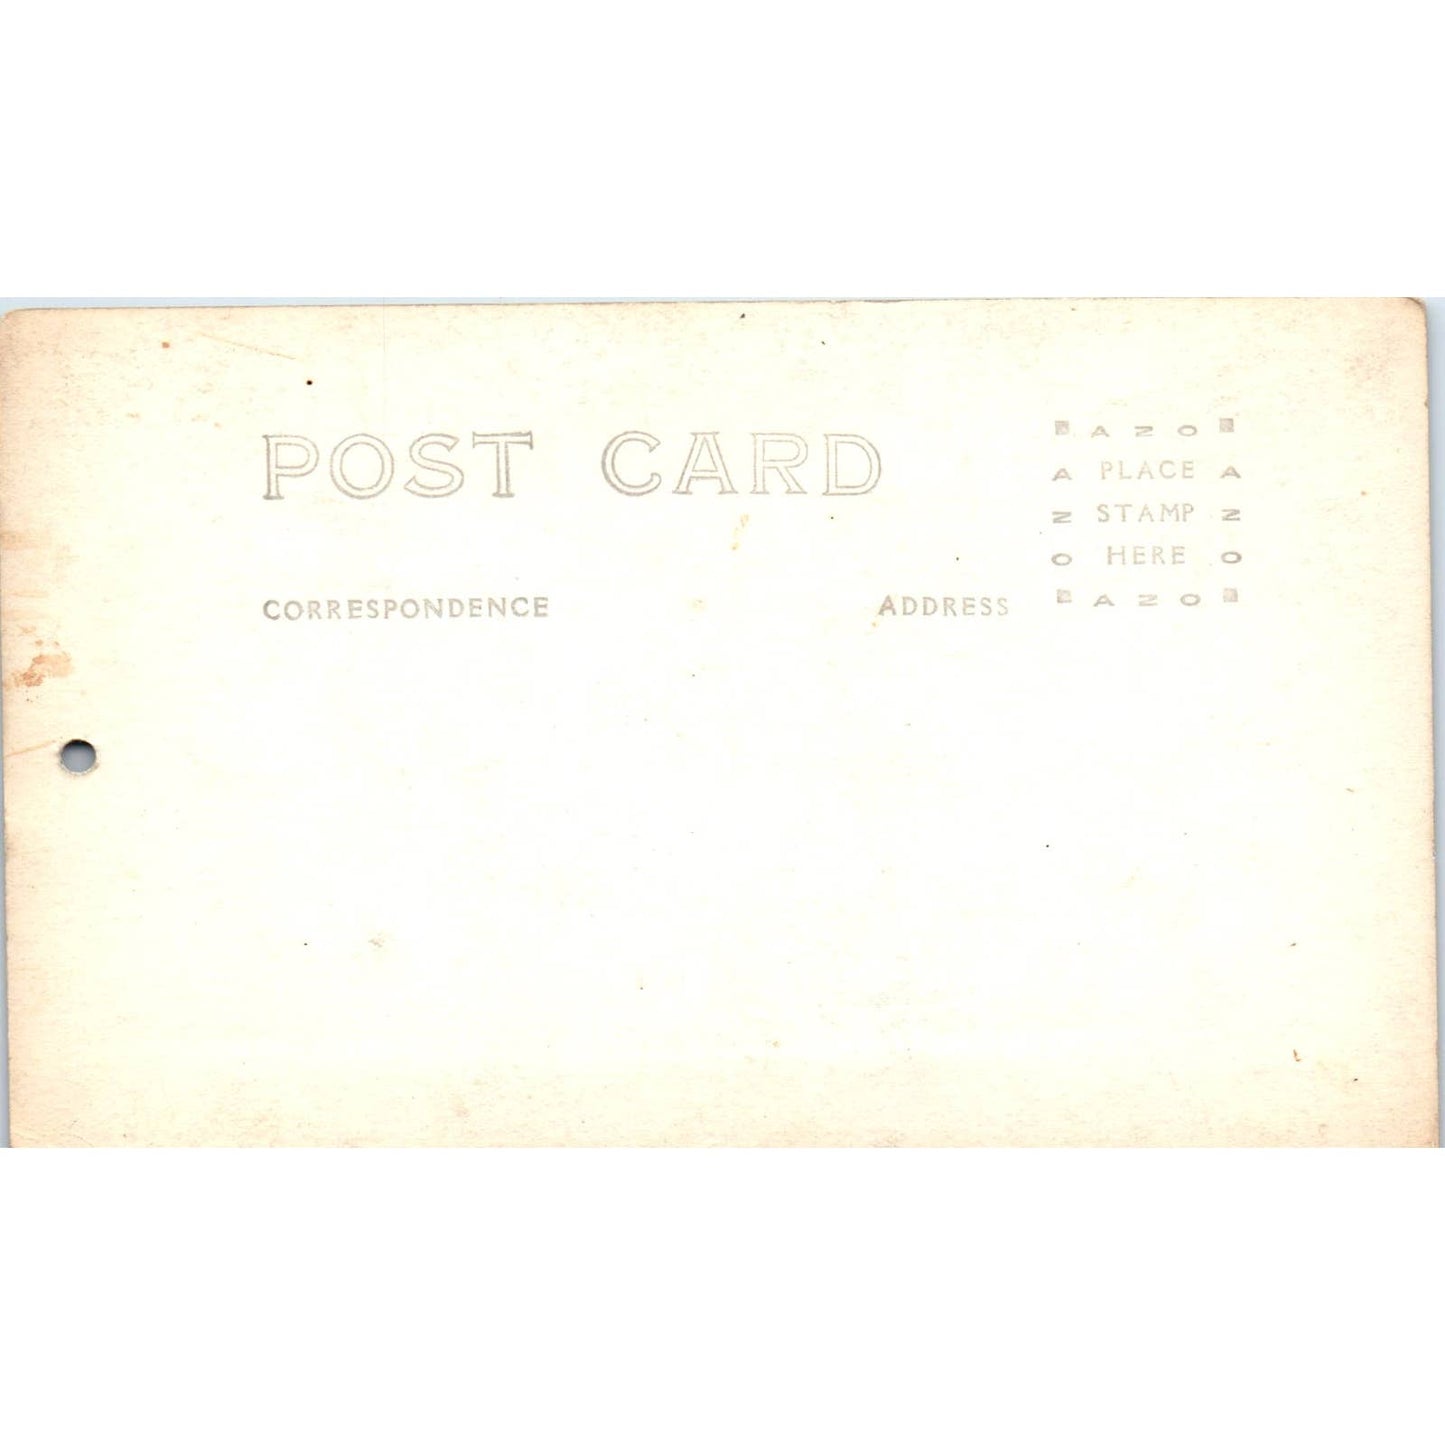 POST CARD
CORRESPONDENCE
ADDRESS
AZO
A PLACE A
Z STAMP Z
O HERE O
AZO